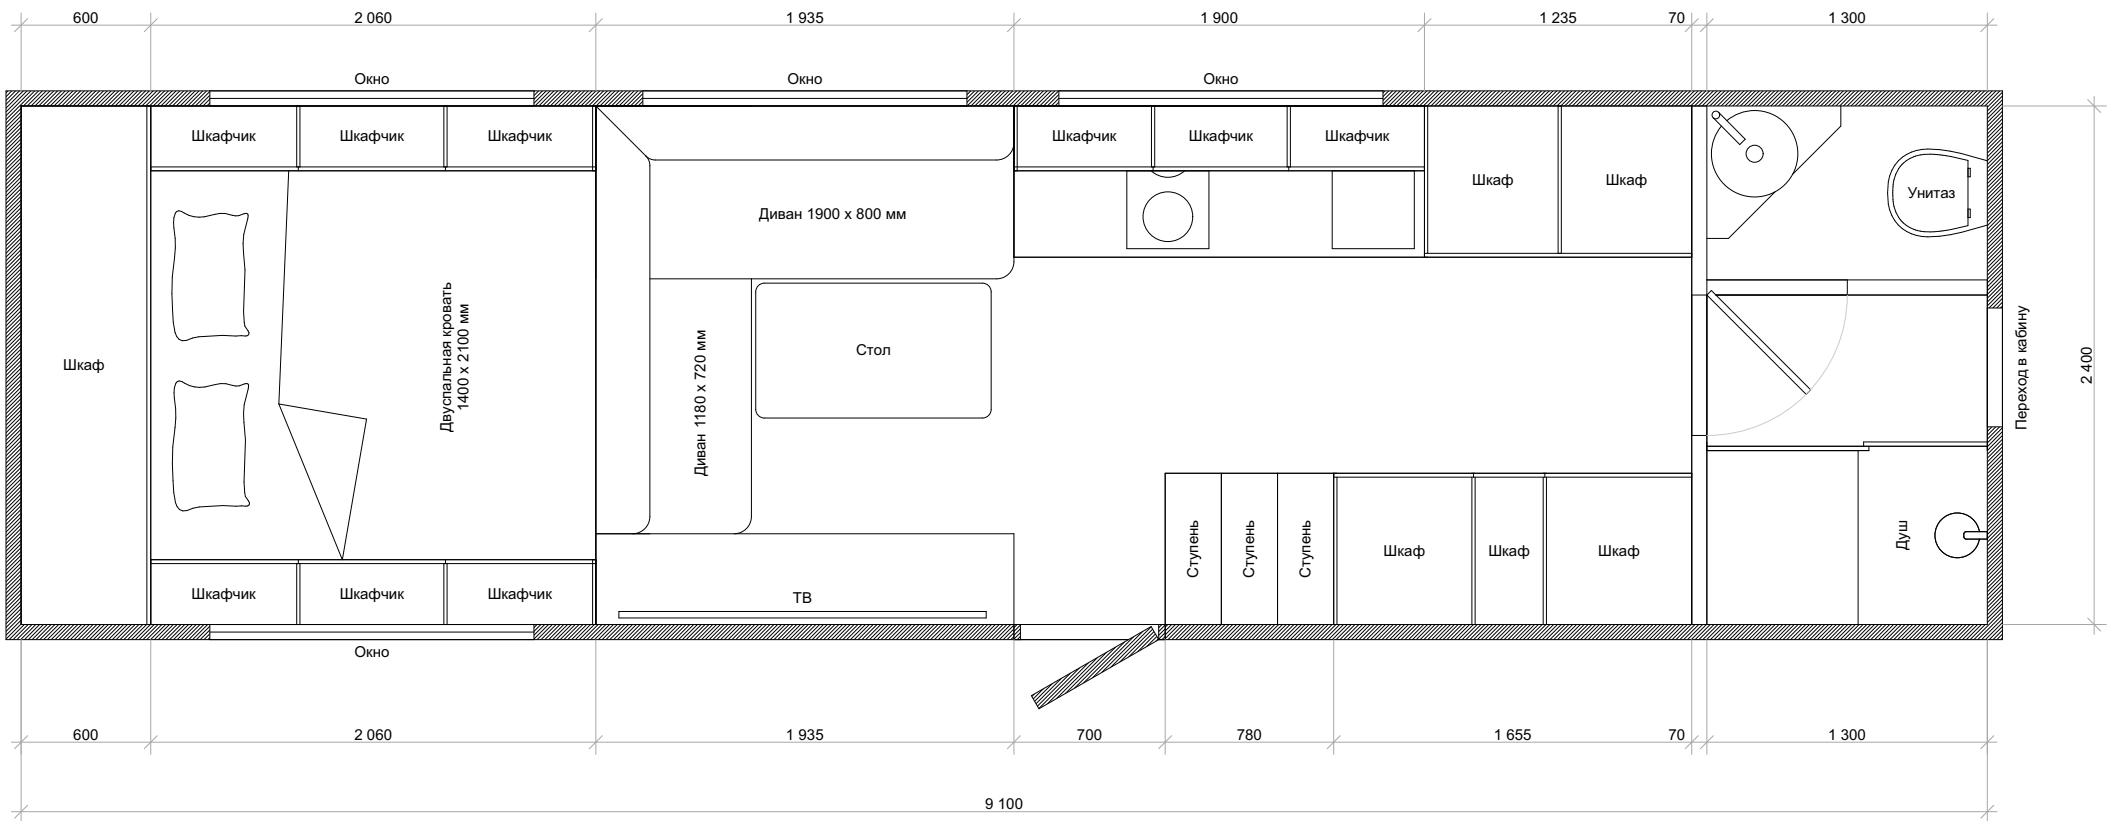 600
2 060
1 935
1 900
1 235
70
1 300
Окно
Окно
Окно
Шкафчик
Шкафчик
Шкафчик
Шкафчик
Шкафчик
Шкафчик
Шкаф
Шкаф
Унитаз
Диван 1900 x 800 мм
Двуспальная кровать
1400 x 2100 мм
Диван 1180 x 720 мм
Стол
Шкаф
Переход в кабину
2 400
Ступень
Ступень
Ступень
Шкаф
Шкаф
Шкаф
Душ
Шкафчик
Шкафчик
Шкафчик
ТВ
Окно
600
2 060
1 935
700
780
1 655
70
1 300
9 100